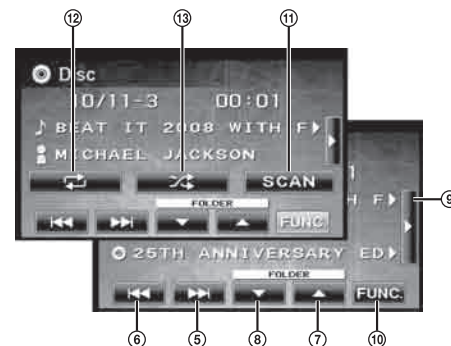 ⑫ ⑬ ⑪
Disc
10/11-3 00:01
BEAT IT 2008 WITH F
MICHAEL JACKSON
SCAN
FOLDER
FUNC.
1
H F
⑨
25TH ANNIVERSARY ED
FOLDER
FUNC.
⑥ ⑤ ⑧ ⑦ ⑩